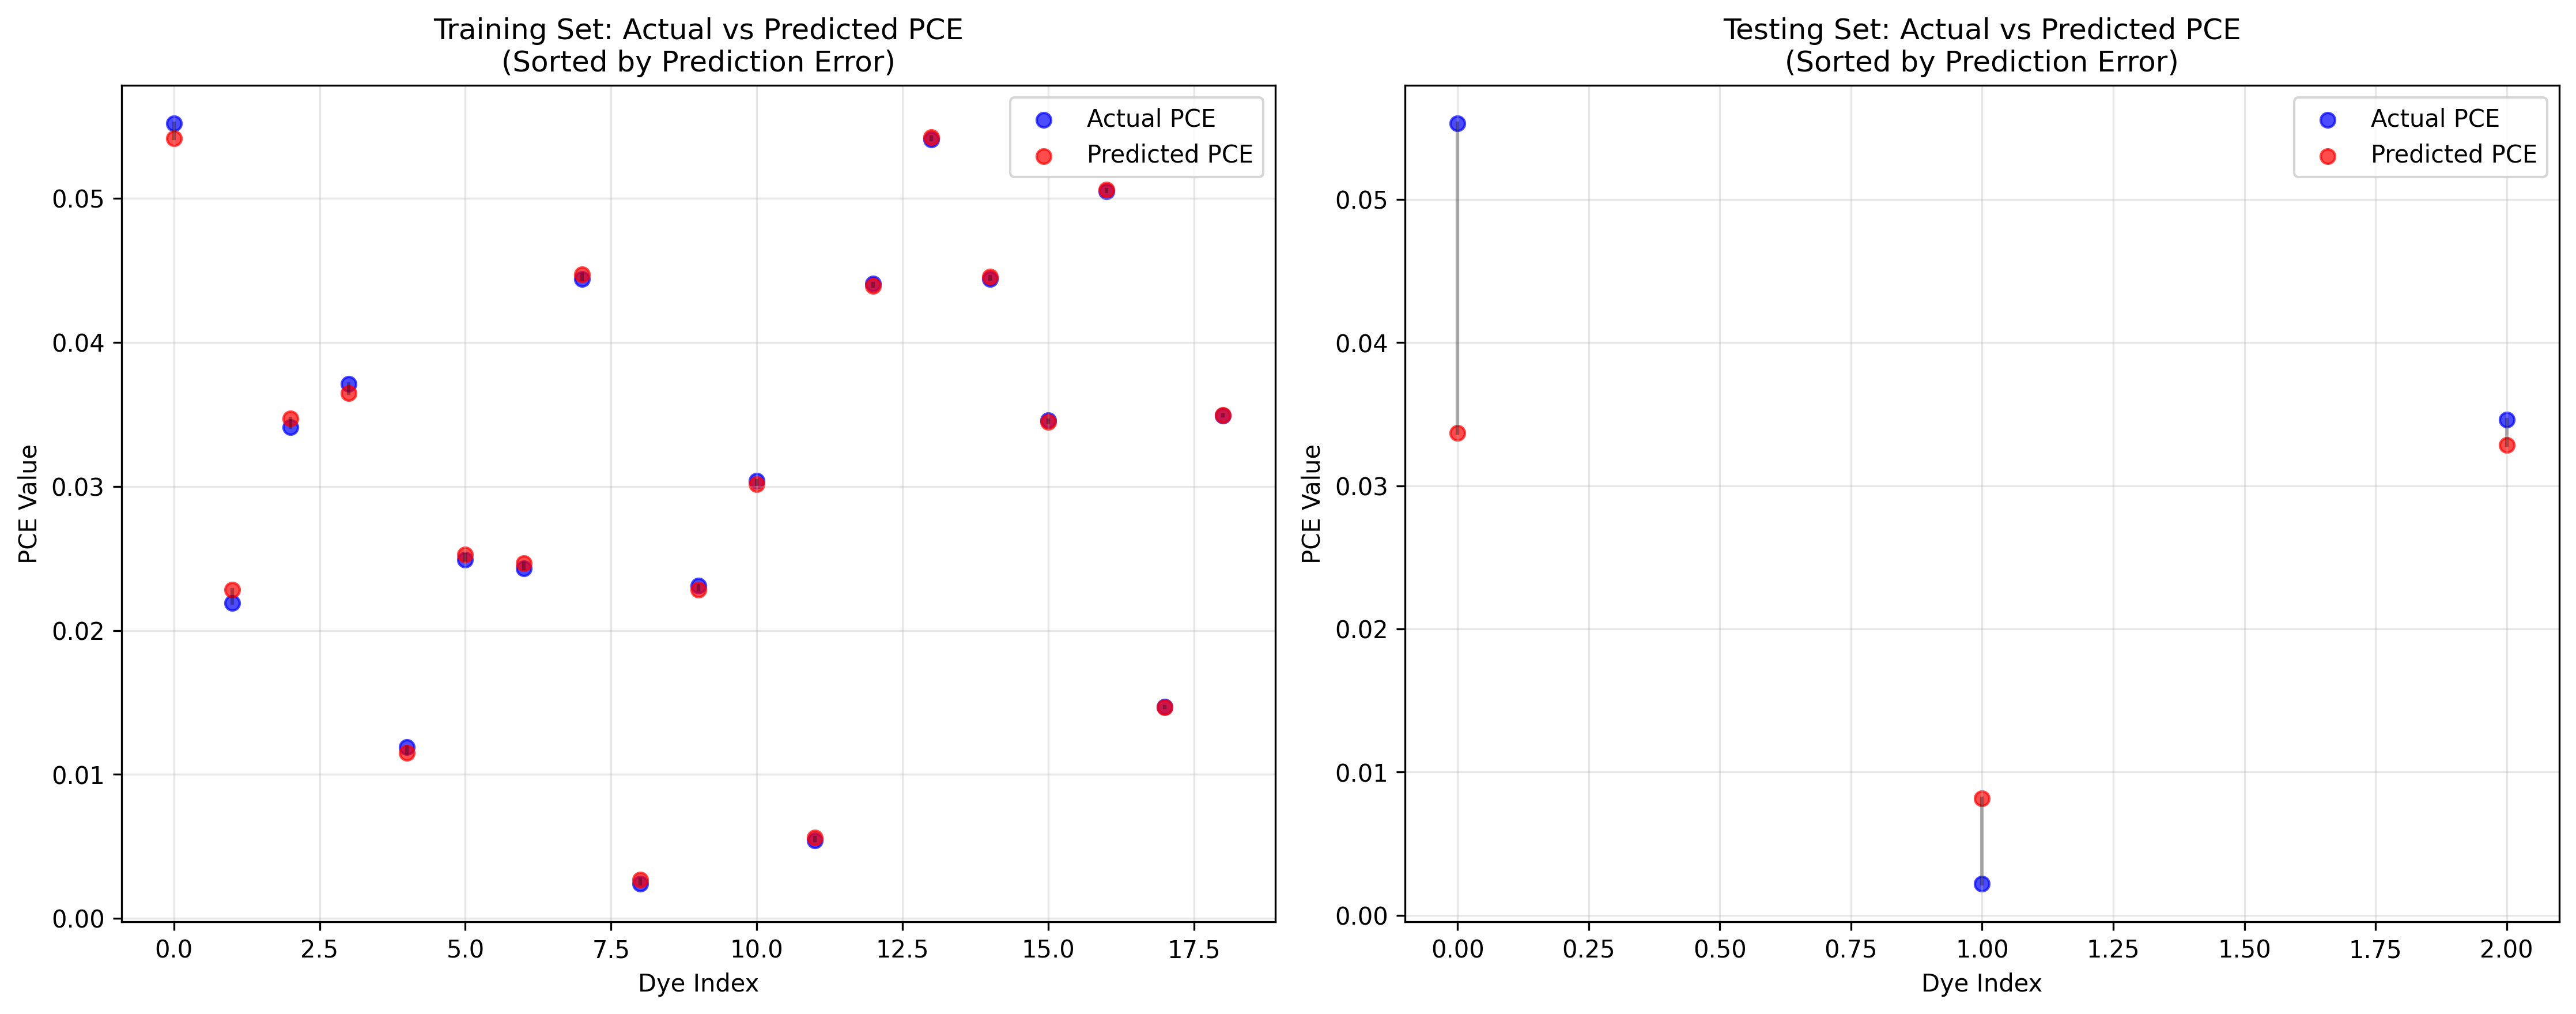 Training Set: Actual vs Predicted PCE
(Sorted by Prediction Error)
Actual PCE
Predicted PCE
PCE Value
0.05
0.04
0.03
0.02
0.01
0.00
0.0 2.5 5.0 7.5 10.0 12.5 15.0 17.5
Dye Index
Testing Set: Actual vs Predicted PCE
(Sorted by Prediction Error)
Actual PCE
Predicted PCE
PCE Value
0.05
0.04
0.03
0.02
0.01
0.00
0.00 0.25 0.50 0.75 1.00 1.25 1.50 1.75 2.00
Dye Index